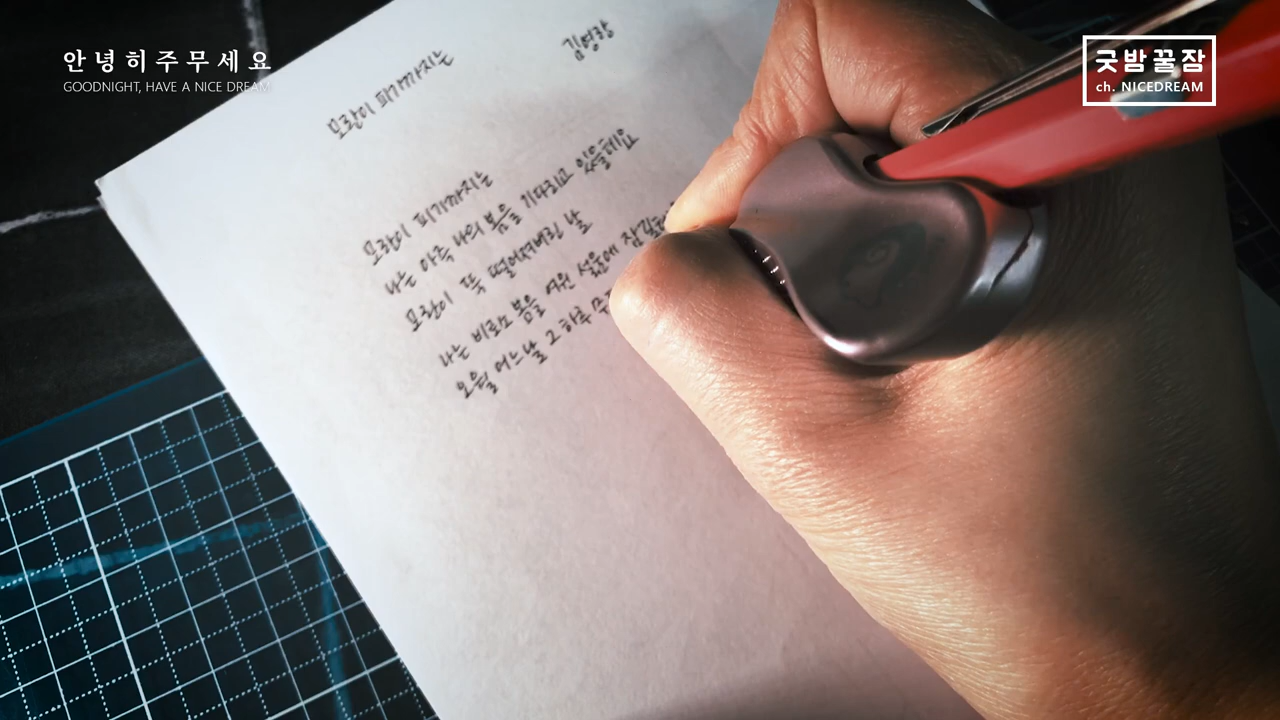 안녕히주무세요
GOODNIGHT, HAVE A NICE DREAM
굿밤꿀잠
ch. NICEDREAM
모란이 피기까지는
김영랑
모란이 피기까지는
나는 아즉 나의 봄을 기다리고 있을테요
모란이 뚝뚝 떨어져버린 날
나는 비로소 봄을 여읜 설움에 잠길
오월 어느날 그 하루